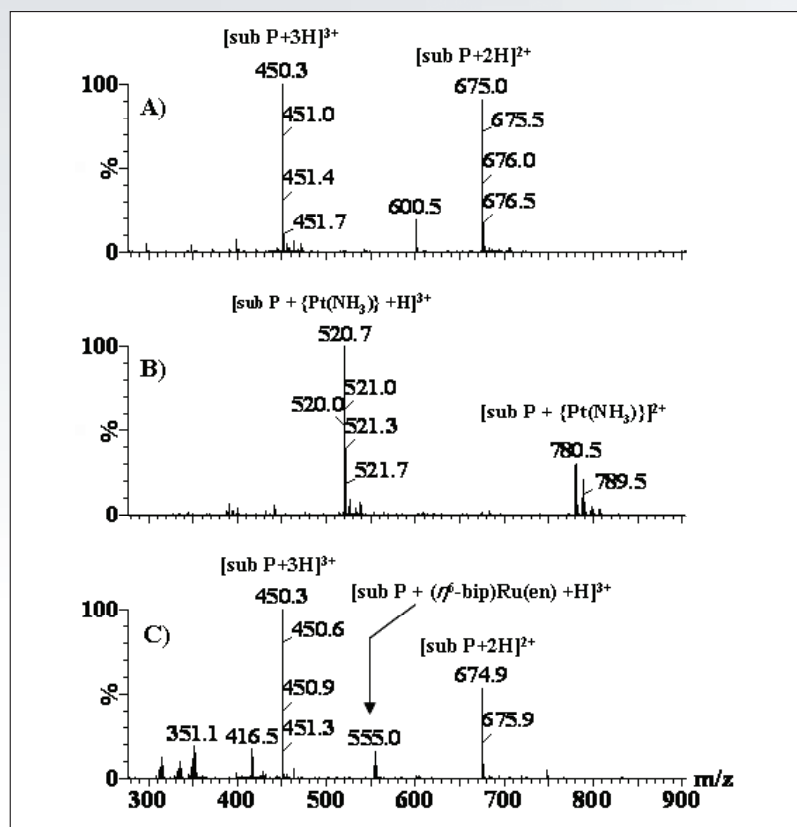 [sub P+3H]³⁺
[sub P+2H]²⁺
450.3
675.0
100
A)
451.0
675.5
%
676.0
451.4
676.5
600.5
451.7
0
[sub P + {Pt(NH₃)} +H]³⁺
520.7
100
B)
521.0
520.0
[sub P + {Pt(NH₃)}]²⁺
%
521.3
780.5
521.7
789.5
0
[sub P+3H]³⁺
[sub P + (η⁶-bip)Ru(en) +H]³⁺
450.3
100
450.6
C)
[sub P+2H]²⁺
674.9
%
450.9
351.1
416.5
451.3
555.0
675.9
0
m/z
300 400 500 600 700 800 900